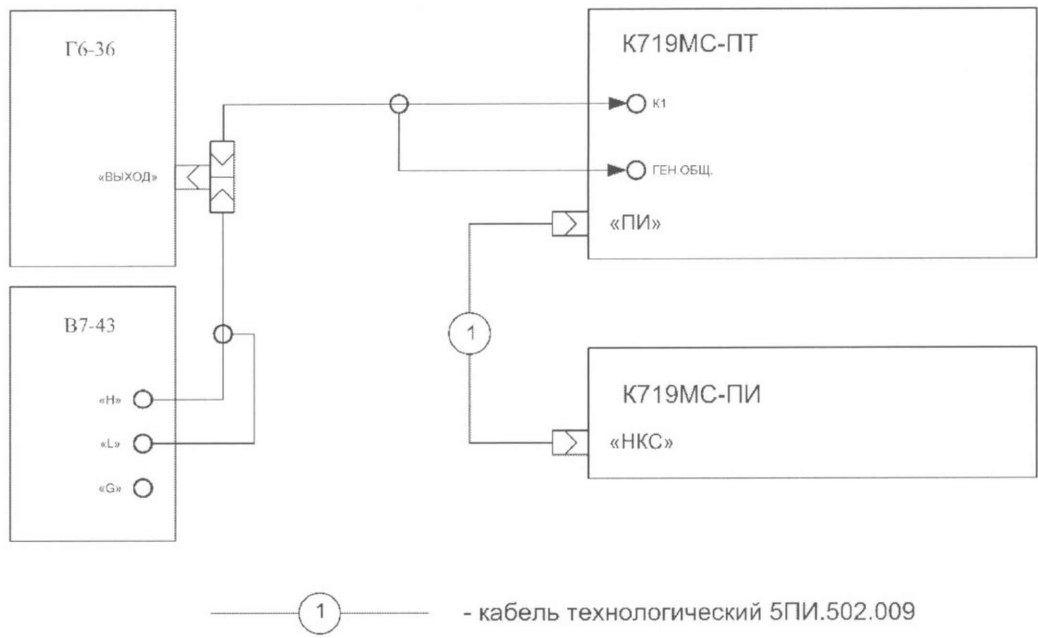 Г6-36
«ВЫХОД»
В7-43
«H»
«L»
«G»
К719МС-ПТ
К1
ГЕН.ОБЩ.
«ПИ»
1
К719МС-ПИ
«НКС»
1 - кабель технологический 5ПИ.502.009